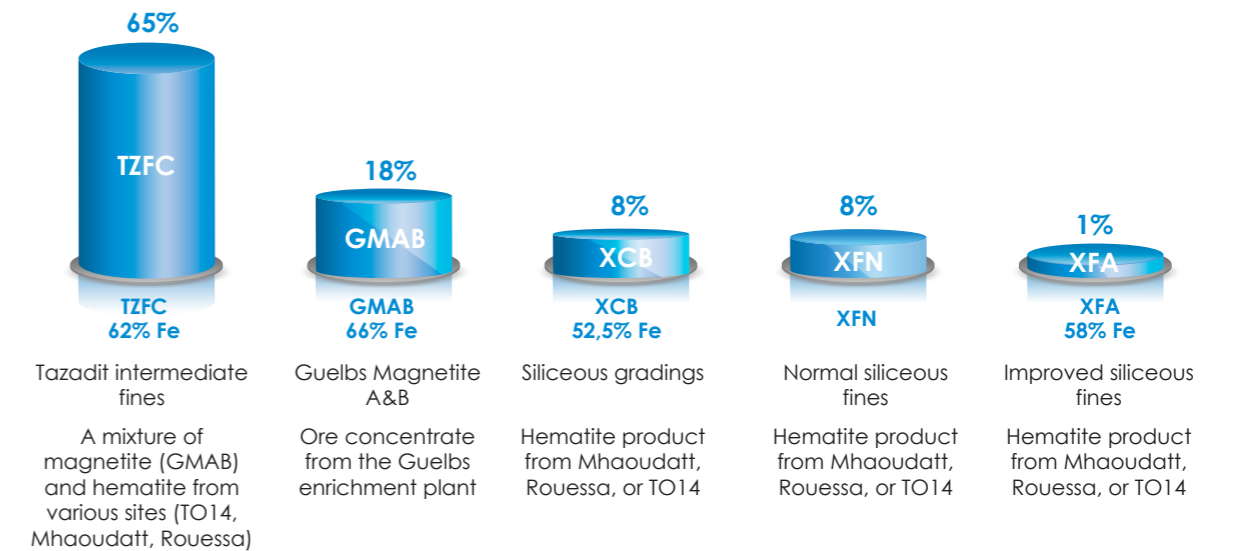 65%
TZFC
TZFC
62% Fe
Tazadit intermediate
fines
A mixture of
magnetite (GMAB)
and hematite from
various sites (TO14,
Mhaoudatt, Rouessa)
18%
GMAB
GMAB
66% Fe
Guelbs Magnetite
A&B
Ore concentrate
from the Guelbs
enrichment plant
8%
XCB
XCB
52,5% Fe
Siliceous gradings
Hematite product
from Mhaoudatt,
Rouessa, or TO14
8%
XFN
XFN
Normal siliceous
fines
Hematite product
from Mhaoudatt,
Rouessa, or TO14
1%
XFA
XFA
58% Fe
Improved siliceous
fines
Hematite product
from Mhaoudatt,
Rouessa, or TO14